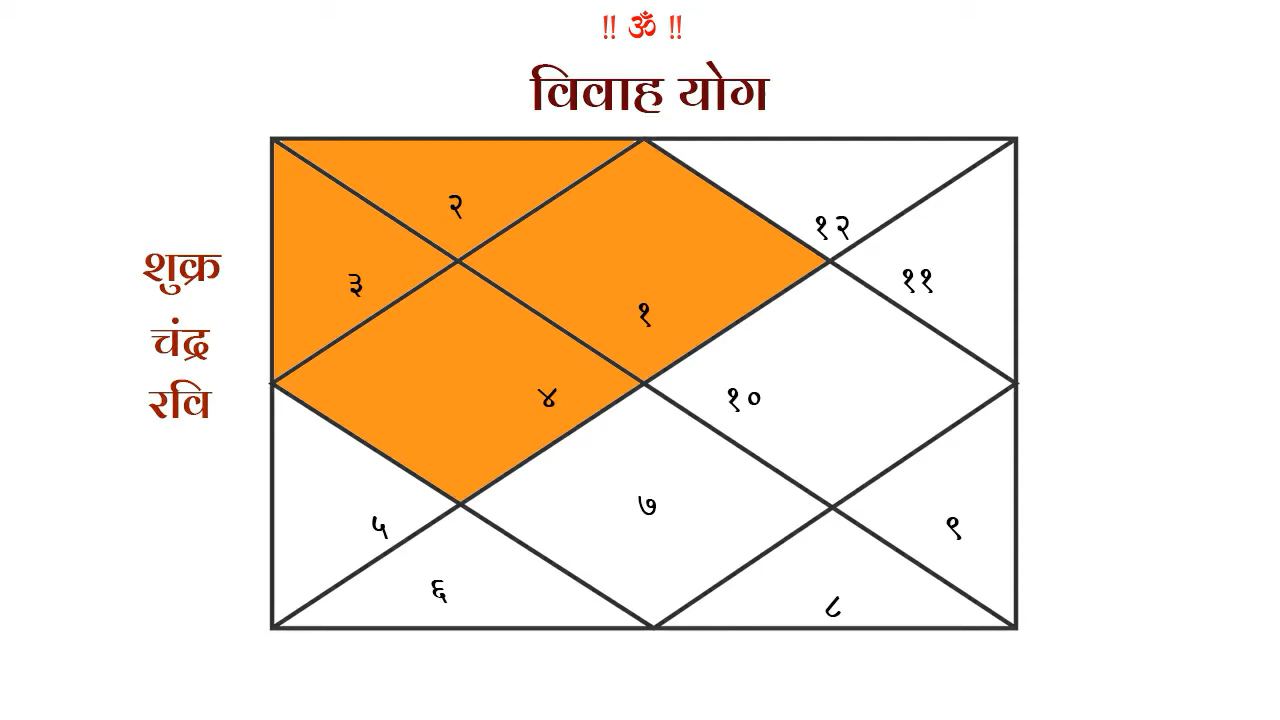 !! ॐ !!
विवाह योग
२
१२
शुक्र
३
११
१
चंद्र
रवि
४
१०
७
५
९
६
८